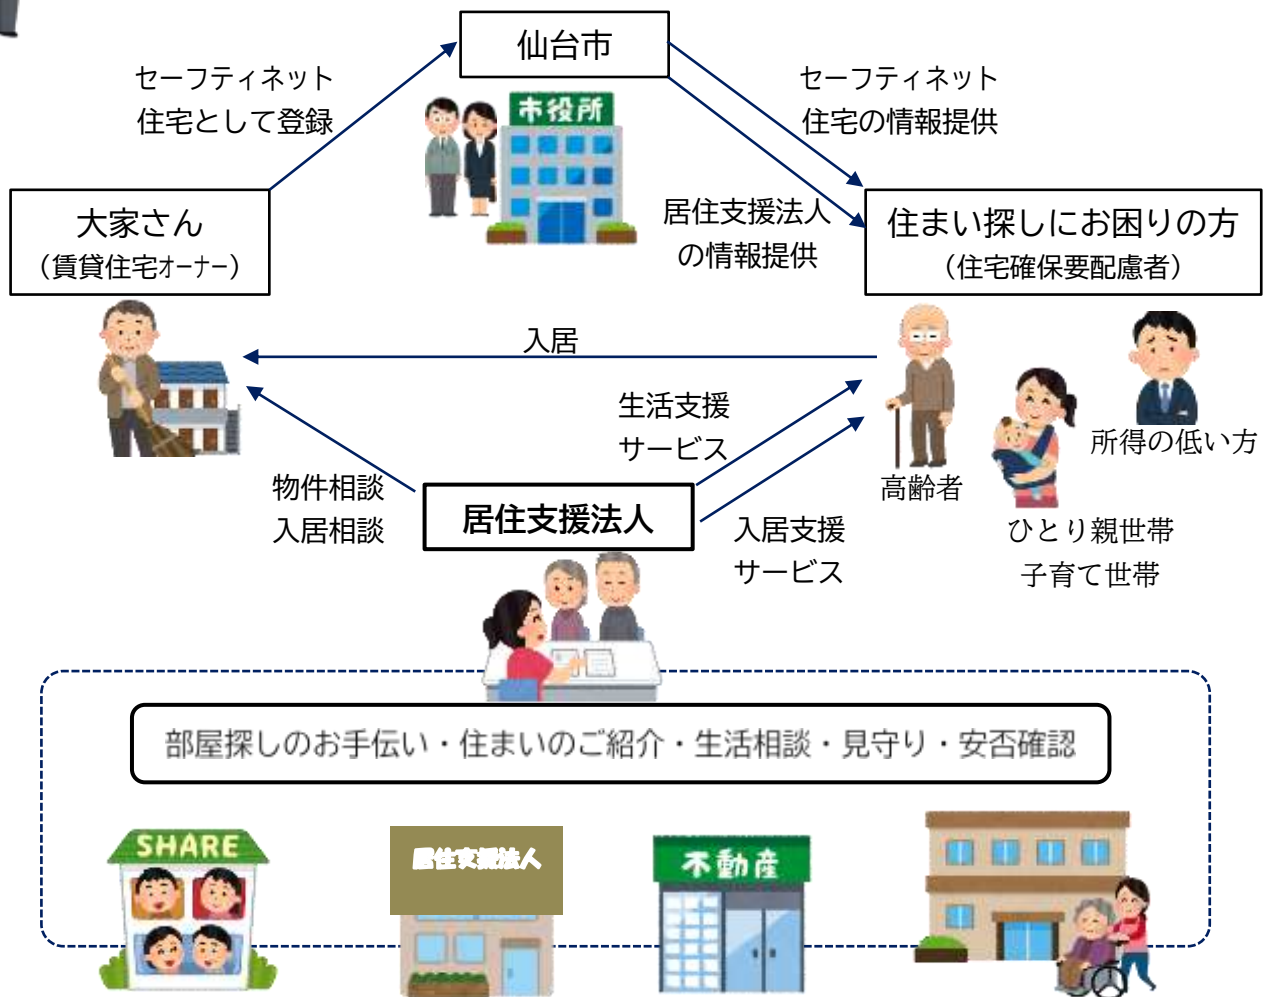 仙台市
セーフティネット
住宅として登録
市役所
セーフティネット
住宅の情報提供
大家さん
（賃貸住宅ｵｰﾅｰ）
居住支援法人
の情報提供
住まい探しにお困りの方
（住宅確保要配慮者）
入居
生活支援
サービス
所得の低い方
高齢者
物件相談
入居相談
居住支援法人
入居支援
サービス
ひとり親世帯
子育て世帯
部屋探しのお手伝い・住まいのご紹介・生活相談・見守り・安否確認
SHARE
居住支援法人
不動産